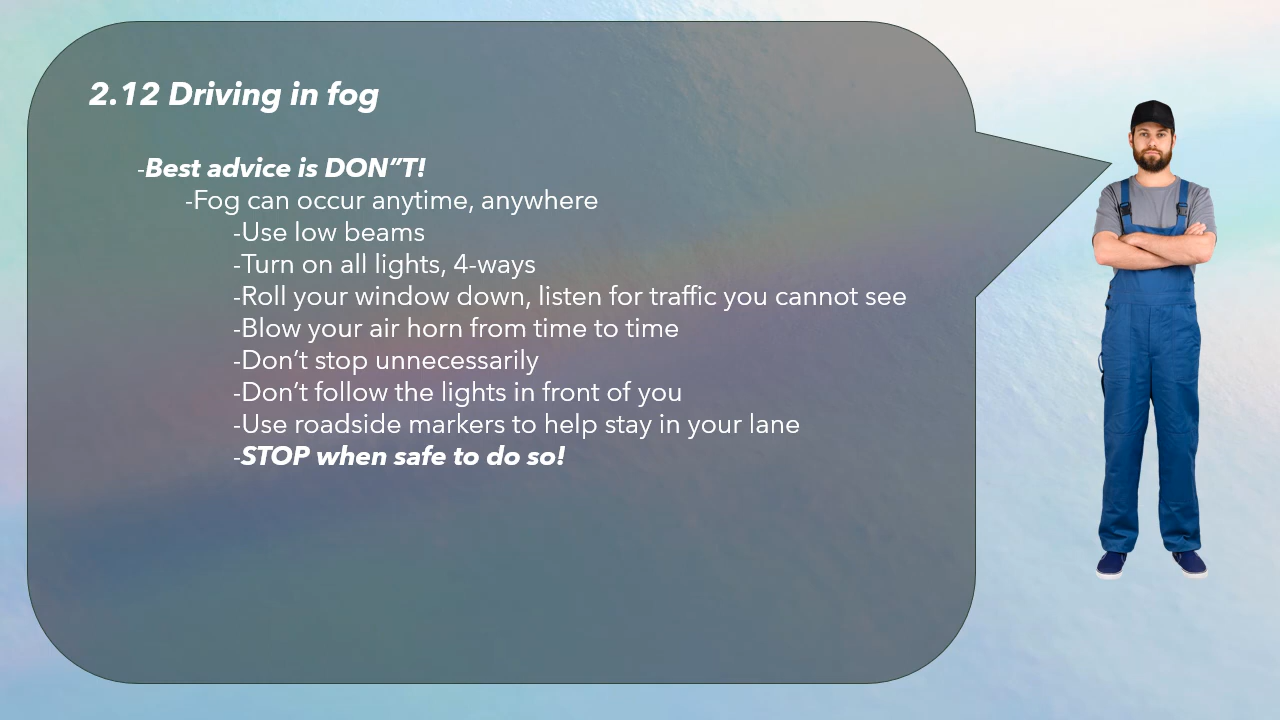 2.12 Driving in fog
-Best advice is DON”T!
-Fog can occur anytime, anywhere
-Use low beams
-Turn on all lights, 4-ways
-Roll your window down, listen for traffic you cannot see
-Blow your air horn from time to time
-Don’t stop unnecessarily
-Don’t follow the lights in front of you
-Use roadside markers to help stay in your lane
-STOP when safe to do so!